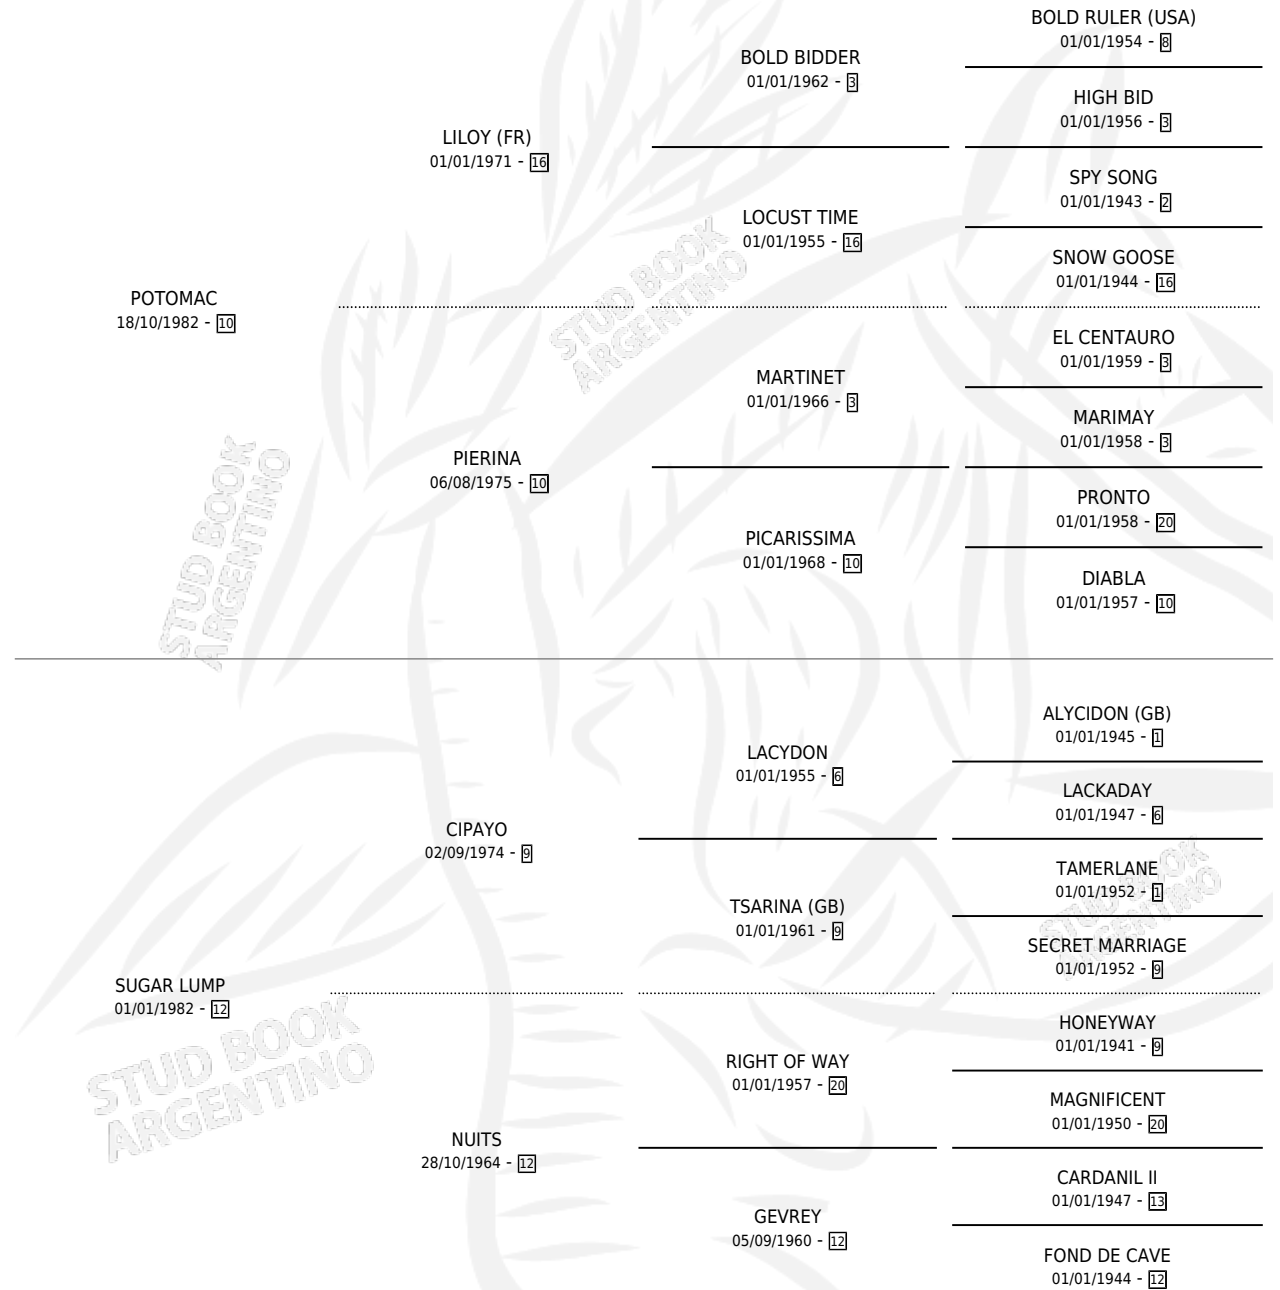 POTOMAC
18/10/1982 - 10
LILOY (FR)
01/01/1971 - 16
BOLD BIDDER
01/01/1962 - 3
BOLD RULER (USA)
01/01/1954 - 8
HIGH BID
01/01/1956 - 3
LOCUST TIME
01/01/1955 - 16
SPY SONG
01/01/1943 - 2
SNOW GOOSE
01/01/1944 - 16
PIERINA
06/08/1975 - 10
MARTINET
01/01/1966 - 3
EL CENTAURO
01/01/1959 - 3
MARIMAY
01/01/1958 - 3
PICARISSIMA
01/01/1968 - 10
PRONTO
01/01/1958 - 20
DIABLA
01/01/1957 - 10
SUGAR LUMP
01/01/1982 - 12
CIPAYO
02/09/1974 - 9
LACYDON
01/01/1955 - 6
ALYCIDON (GB)
01/01/1945 - 1
LACKADAY
01/01/1947 - 6
TSARINA (GB)
01/01/1961 - 9
TAMERLANE
01/01/1952 - 1
SECRET MARRIAGE
01/01/1952 - 9
NUITS
28/10/1964 - 12
RIGHT OF WAY
01/01/1957 - 20
HONEYWAY
01/01/1941 - 9
MAGNIFICENT
01/01/1950 - 20
GEVREY
05/09/1960 - 12
CARDANIL II
01/01/1947 - 13
FOND DE CAVE
01/01/1944 - 12
STUD BOOK
ARGENTINO
STUD BOOK
ARGENTINO
STUD BOOK
ARGENTINO
STUD BOOK
ARGENTINO